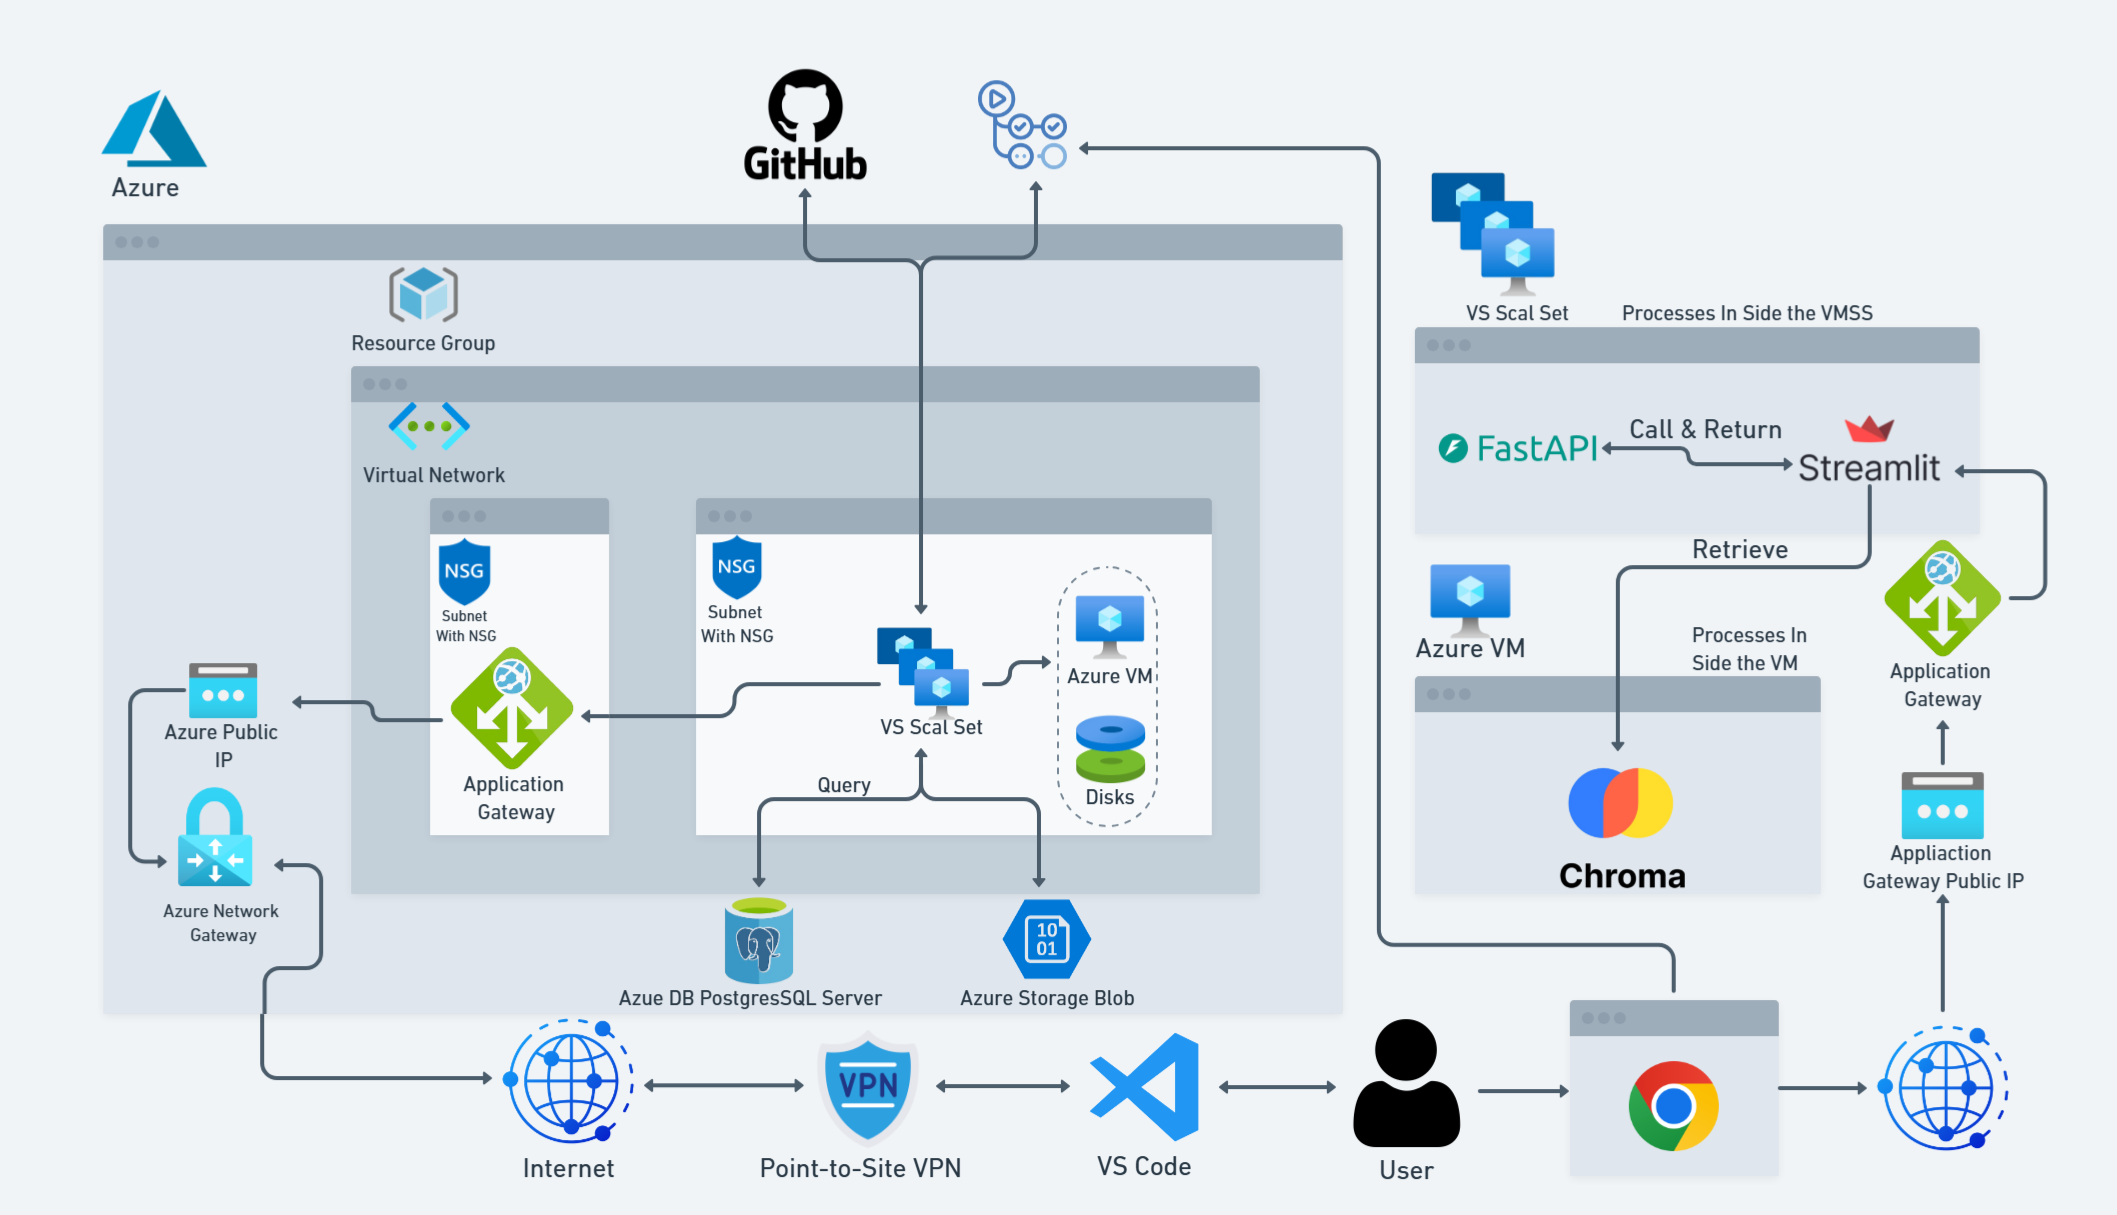 Azure
GitHub
Resource Group
Virtual Network
NSG
Subnet
With NSG
Application
Gateway
NSG
Subnet
With NSG
VS Scal Set
Azure VM
Disks
Query
Azure Public
IP
Azure Network
Gateway
Azue DB PostgresSQL Server
10
01
Azure Storage Blob
Internet
VPN
Point-to-Site VPN
VS Code
User
VS Scal Set
Processes In Side the VMSS
FastAPI
Call & Return
Streamlit
Retrieve
Azure VM
Processes In
Side the VM
Chroma
Application
Gateway
Appliaction
Gateway Public IP